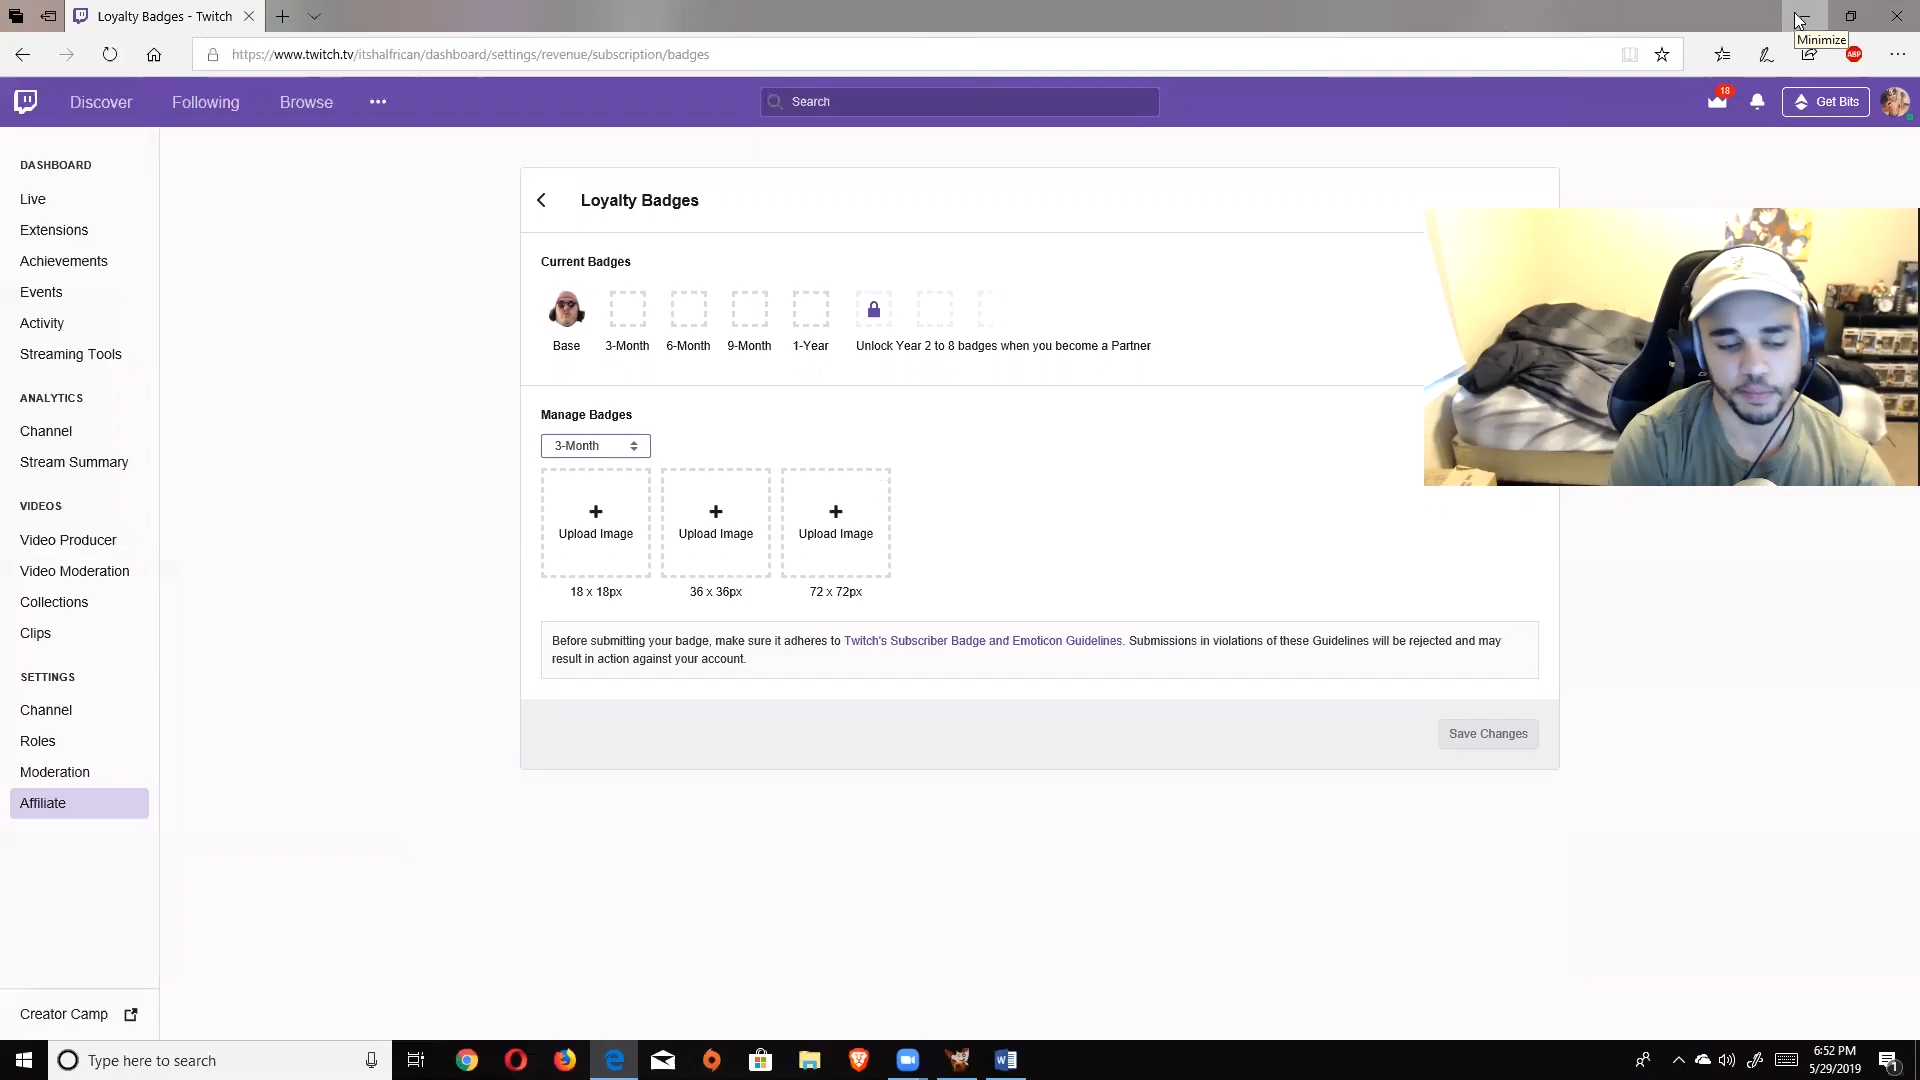 Loyalty Badges - Twitch
Minimize
https://www.twitch.tv/itshalfrican/dashboard/settings/revenue/subscription/badges
ABP
Discover
Following
Browse
Search
18
Get Bits
DASHBOARD
Live
Extensions
Achievements
Events
Activity
Streaming Tools
ANALYTICS
Channel
Stream Summary
VIDEOS
Video Producer
Video Moderation
Collections
Clips
SETTINGS
Channel
Roles
Moderation
Affiliate
Creator Camp
Loyalty Badges
Current Badges
Base
3-Month
6-Month
9-Month
1-Year
Unlock Year 2 to 8 badges when you become a Partner
Manage Badges
3-Month
Upload Image
Upload Image
Upload Image
18 x 18px
36 x 36px
72 x 72px
Before submitting your badge, make sure it adheres to Twitch's Subscriber Badge and Emoticon Guidelines. Submissions in violations of these Guidelines will be rejected and may
result in action against your account.
Save Changes
Type here to search
6:52 PM
5/29/2019
1